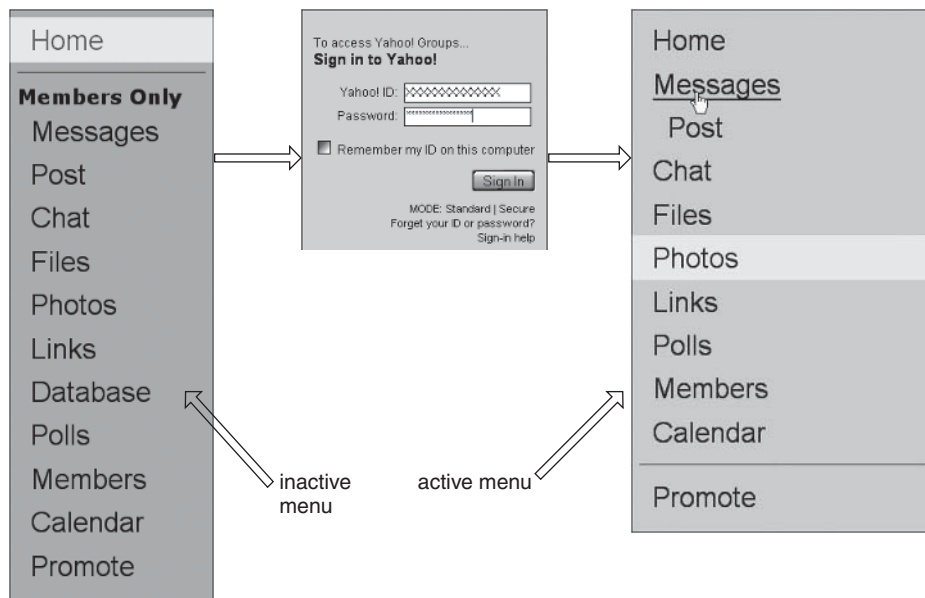 Home
Members Only
Messages
Post
Chat
Files
Photos
Links
Database
Polls
Members
Calendar
Promote
To access Yahoo! Groups...
Sign in to Yahoo!
Yahoo! ID: XXXXXXXXXXXX
Password:
Remember my ID on this computer
Sign In
MODE: Standard | Secure
Forget your ID or password?
Sign-in help
Home
Messages
Post
Chat
Files
Photos
Links
Polls
Members
Calendar
Promote
inactive
menu
active menu